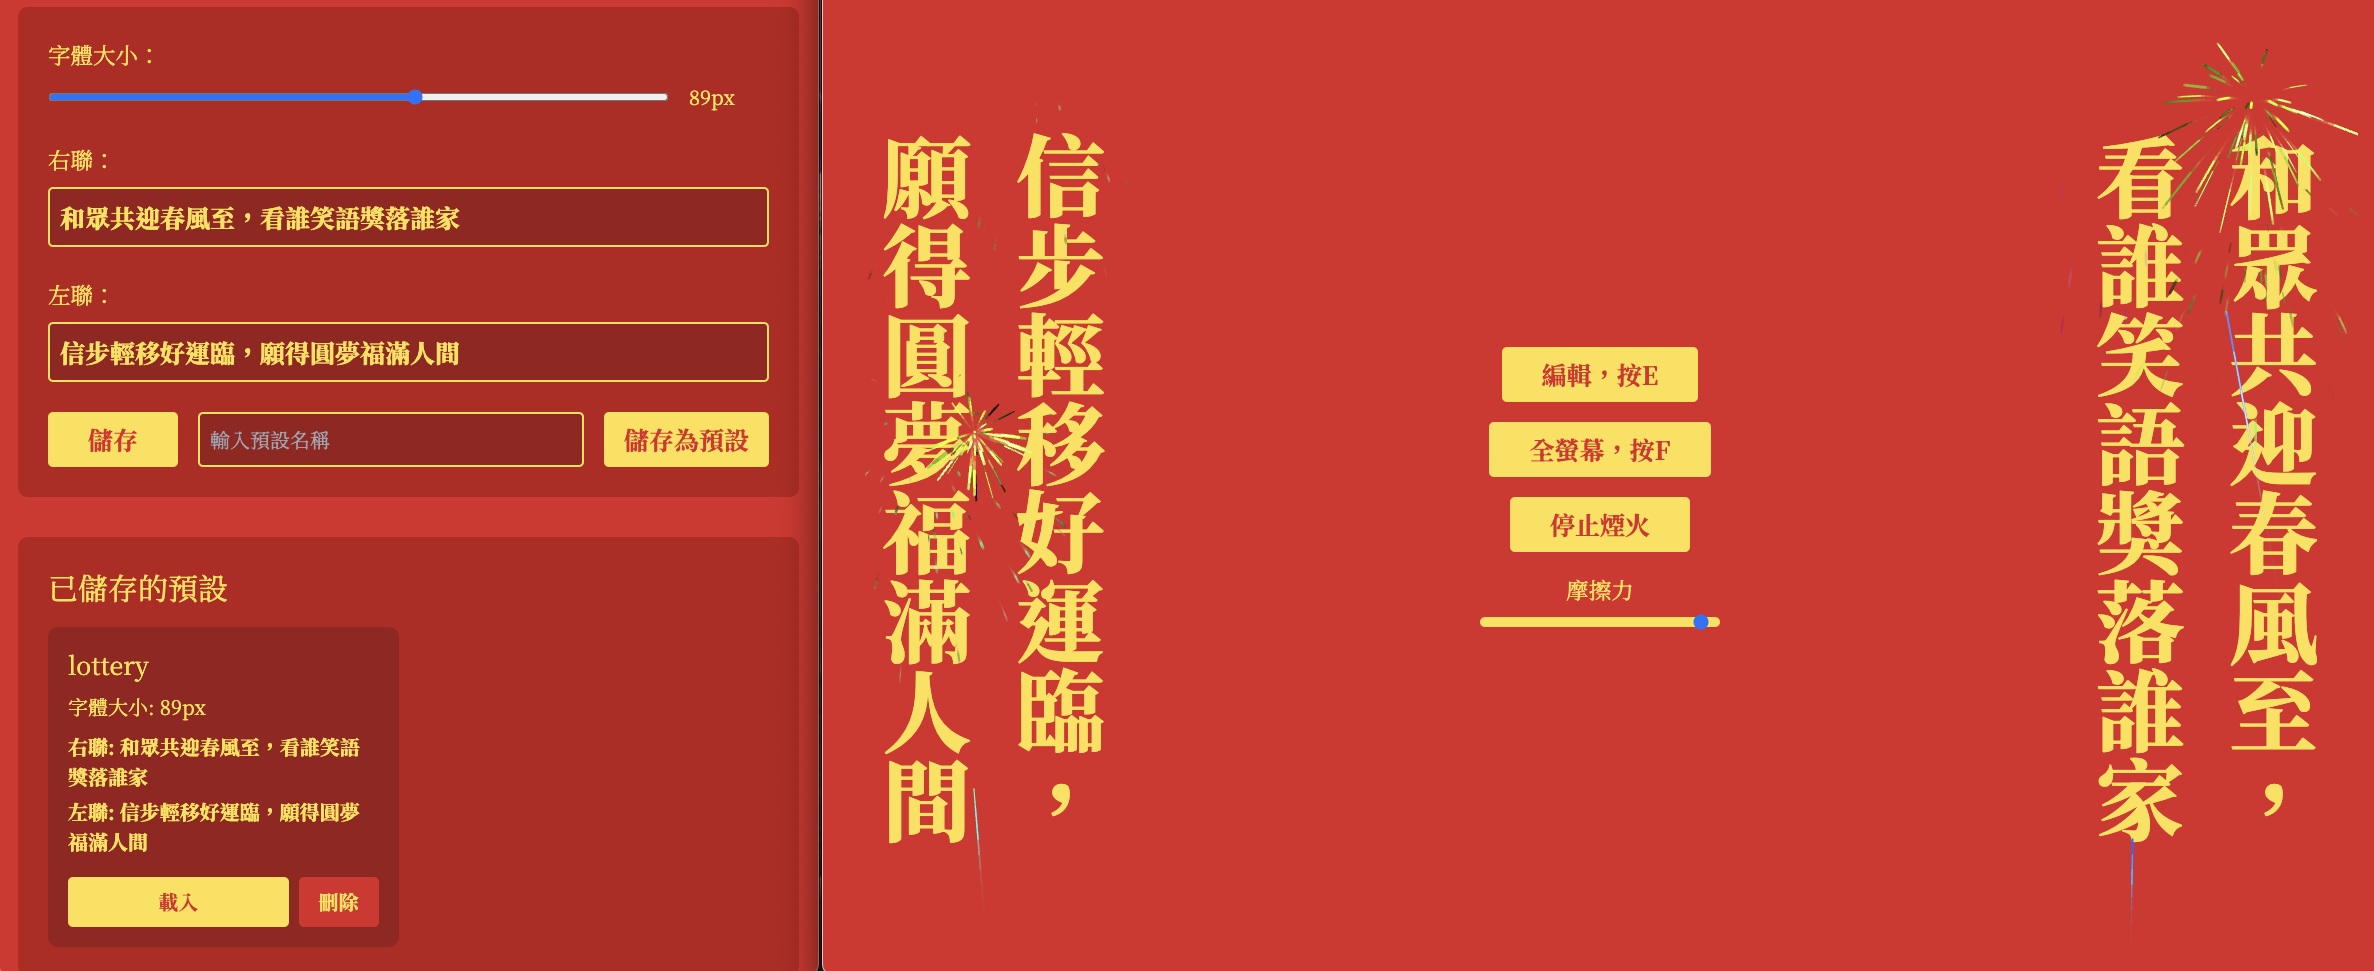 字體大小：
89px
右聯：
和眾共迎春風至，看誰笑語獎落誰家
左聯：
信步輕移好運臨，願得圓夢福滿人間
儲存
輸入預設名稱
儲存為預設
已儲存的預設
lottery
字體大小: 89px
右聯: 和眾共迎春風至，看誰笑語
獎落誰家
左聯: 信步輕移好運臨，願得圓夢
福滿人間
載入
刪除
和眾共迎春風至，
看誰笑語獎落誰家
編輯，按E
全螢幕，按F
停止煙火
摩擦力
信步輕移好運臨，
願得圓夢福滿人間